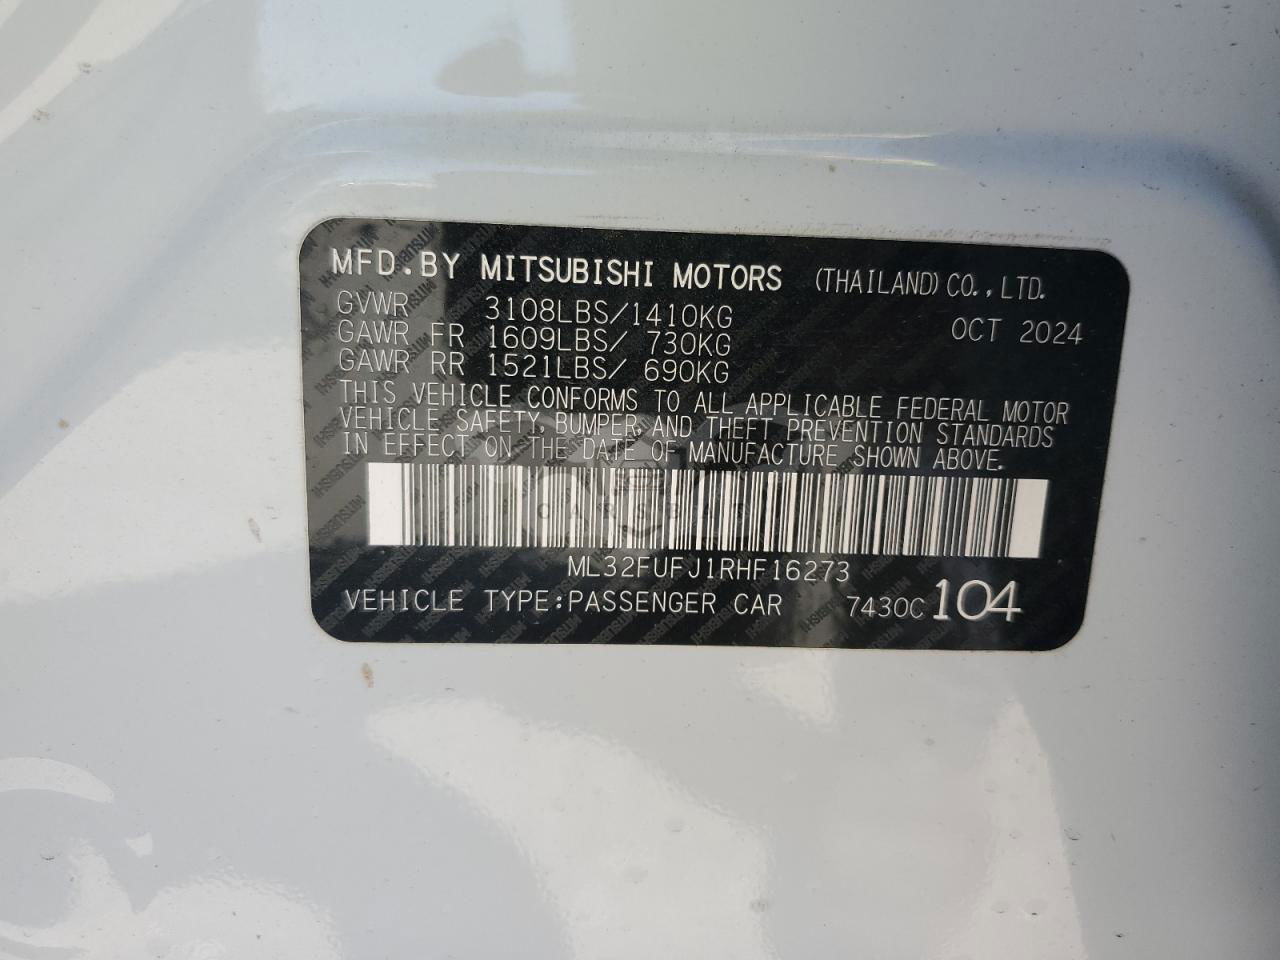 MFD.BY MITSUBISHI MOTORS (THAILAND) CO.,LTD.
GVWR 3108LBS/1410KG OCT 2024
GAWR FR 1609LBS/ 730KG
GAWR RR 1521LBS/ 690KG
THIS VEHICLE CONFORMS TO ALL APPLICABLE FEDERAL MOTOR
VEHICLE SAFETY BUMPER AND THEFT PREVENTION STANDARDS
IN EFFECT ON THE DATE OF MANUFACTURE SHOWN ABOVE.
ML32FUFJ1RHF16273
VEHICLE TYPE:PASSENGER CAR 7430C 104